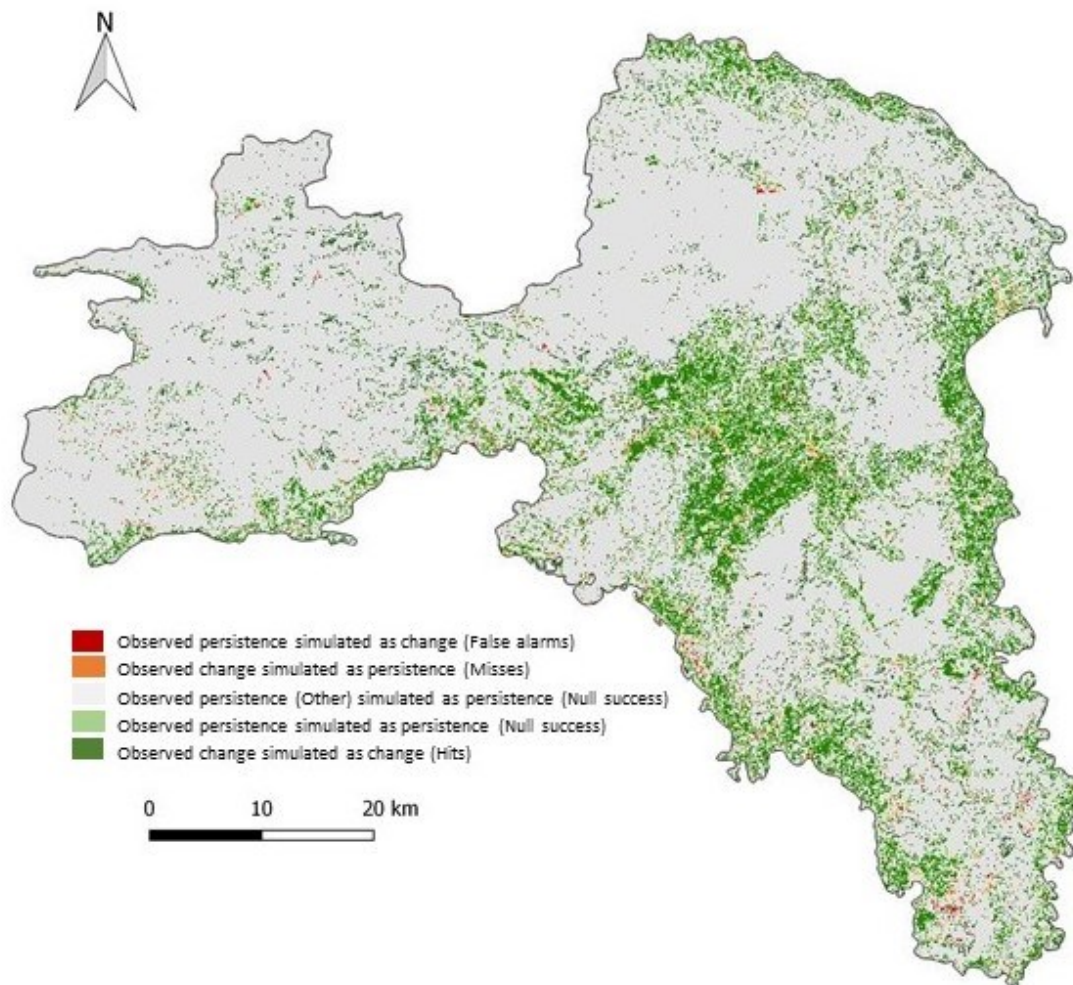 N
Observed persistence simulated as change (False alarms)
Observed change simulated as persistence (Misses)
Observed persistence (Other) simulated as persistence (Null success)
Observed persistence simulated as persistence (Null success)
Observed change simulated as change (Hits)
0 10 20 km